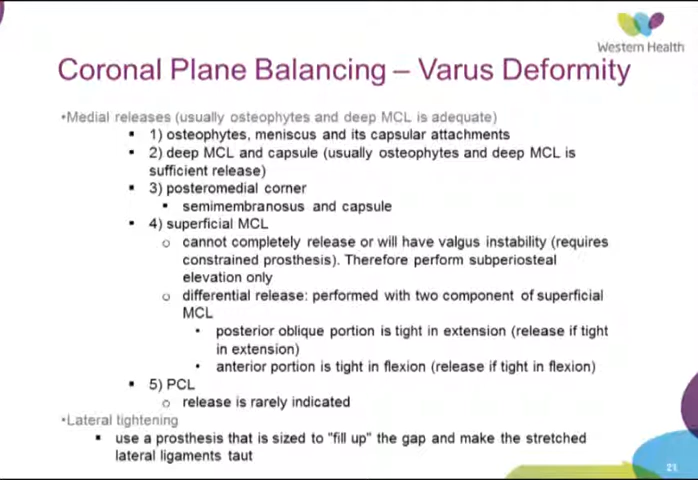 Western Health
Coronal Plane Balancing – Varus Deformity
•Medial releases (usually osteophytes and deep MCL is adequate)
▪ 1) osteophytes, meniscus and its capsular attachments
▪ 2) deep MCL and capsule (usually osteophytes and deep MCL is
sufficient release)
▪ 3) posteromedial corner
▪ semimembranosus and capsule
▪ 4) superficial MCL
o cannot completely release or will have valgus instability (requires
constrained prosthesis). Therefore perform subperiosteal
elevation only
o differential release: performed with two component of superficial
MCL
• posterior oblique portion is tight in extension (release if tight
in extension)
• anterior portion is tight in flexion (release if tight in flexion)
▪ 5) PCL
o release is rarely indicated
•Lateral tightening
▪ use a prosthesis that is sized to "fill up" the gap and make the stretched
lateral ligaments taut
21